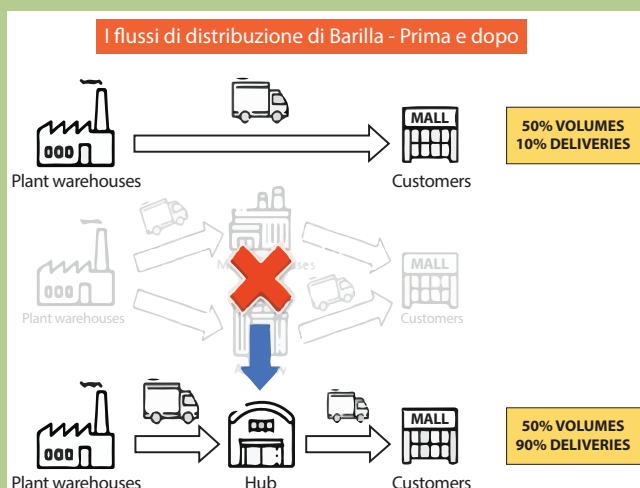 I flussi di distribuzione di Barilla - Prima e dopo
MALL
50% VOLUMES
10% DELIVERIES
Plant warehouses
Customers
MALL
Plant warehouses
Customers
MALL
50% VOLUMES
90% DELIVERIES
Plant warehouses
Hub
Customers